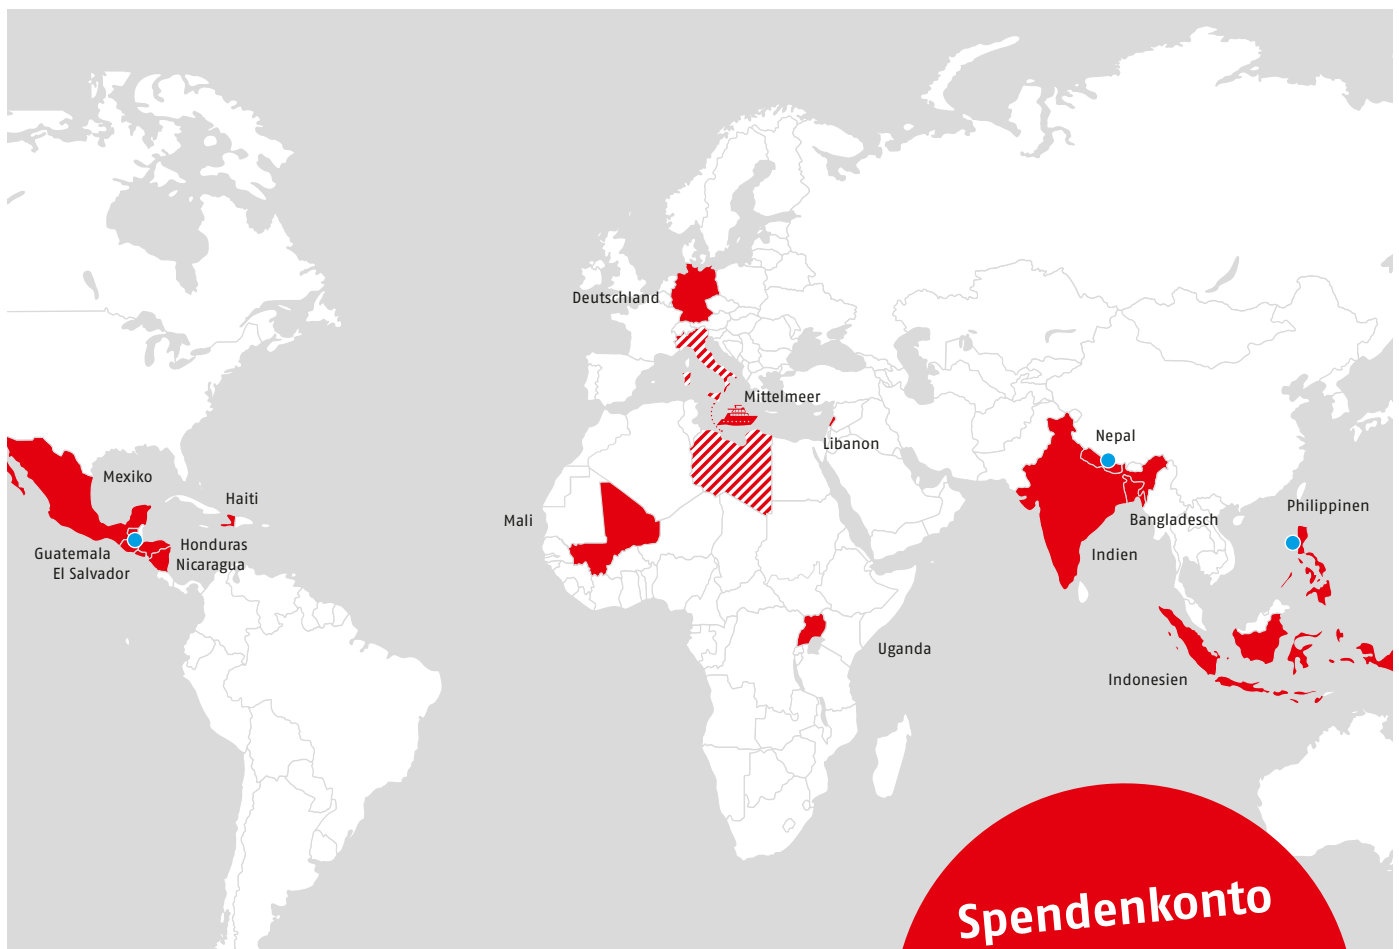 Deutschland
Mittelmeer
Libanon
Nepal
Mexiko
Haiti
Mali
Bangladesch
Philippinen
Guatemala
El Salvador
Honduras
Nicaragua
Indien
Uganda
Indonesien
Spendenkonto